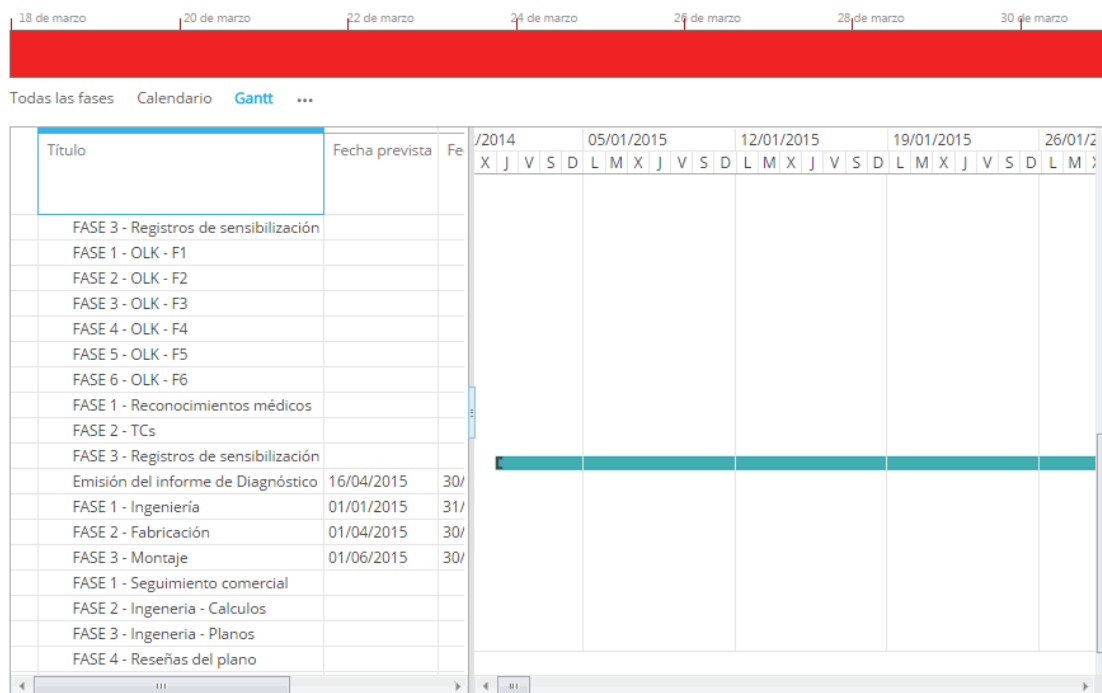 18 de marzo 20 de marzo 22 de marzo 24 de marzo 26 de marzo 28 de marzo 30 de marzo
Todas las fases Calendario Gantt ...
Título Fecha prevista Fe /2014 05/01/2015 12/01/2015 19/01/2015 26/01/2
X J V S D L M X J V S D L M X J V S D L M X J V S D L M X
FASE 3 - Registros de sensibilización
FASE 1 - OLK - F1
FASE 2 - OLK - F2
FASE 3 - OLK - F3
FASE 4 - OLK - F4
FASE 5 - OLK - F5
FASE 6 - OLK - F6
FASE 1 - Reconocimientos médicos
FASE 2 - TCs
FASE 3 - Registros de sensibilización
Emisión del informe de Diagnóstico 16/04/2015 30/
FASE 1 - Ingeniería 01/01/2015 31/
FASE 2 - Fabricación 01/04/2015 30/
FASE 3 - Montaje 01/06/2015 30/
FASE 1 - Seguimiento comercial
FASE 2 - Ingeneria - Calculos
FASE 3 - Ingeneria - Planos
FASE 4 - Reseñas del plano